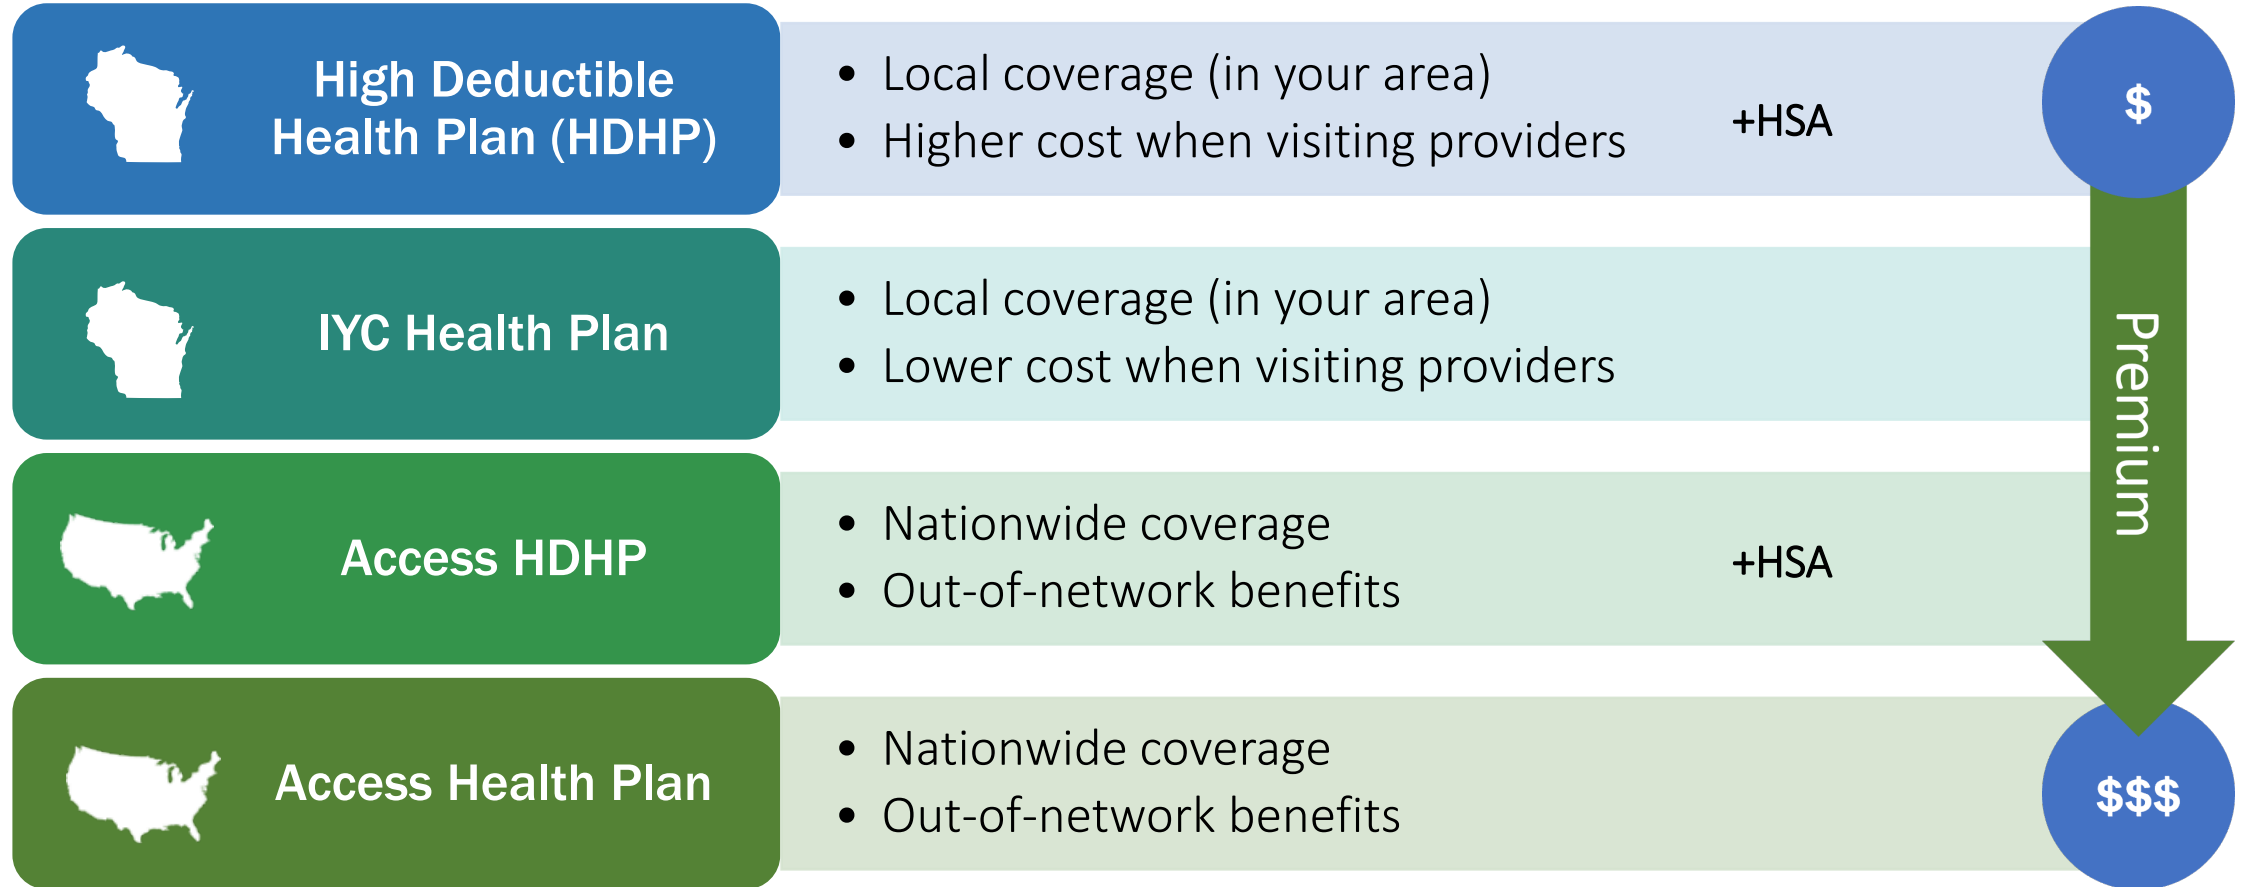 High Deductible
Health Plan (HDHP)
• Local coverage (in your area)
• Higher cost when visiting providers
+HSA
$
IYC Health Plan
• Local coverage (in your area)
• Lower cost when visiting providers
Premium
Access HDHP
• Nationwide coverage
• Out-of-network benefits
+HSA
Access Health Plan
• Nationwide coverage
• Out-of-network benefits
$$$